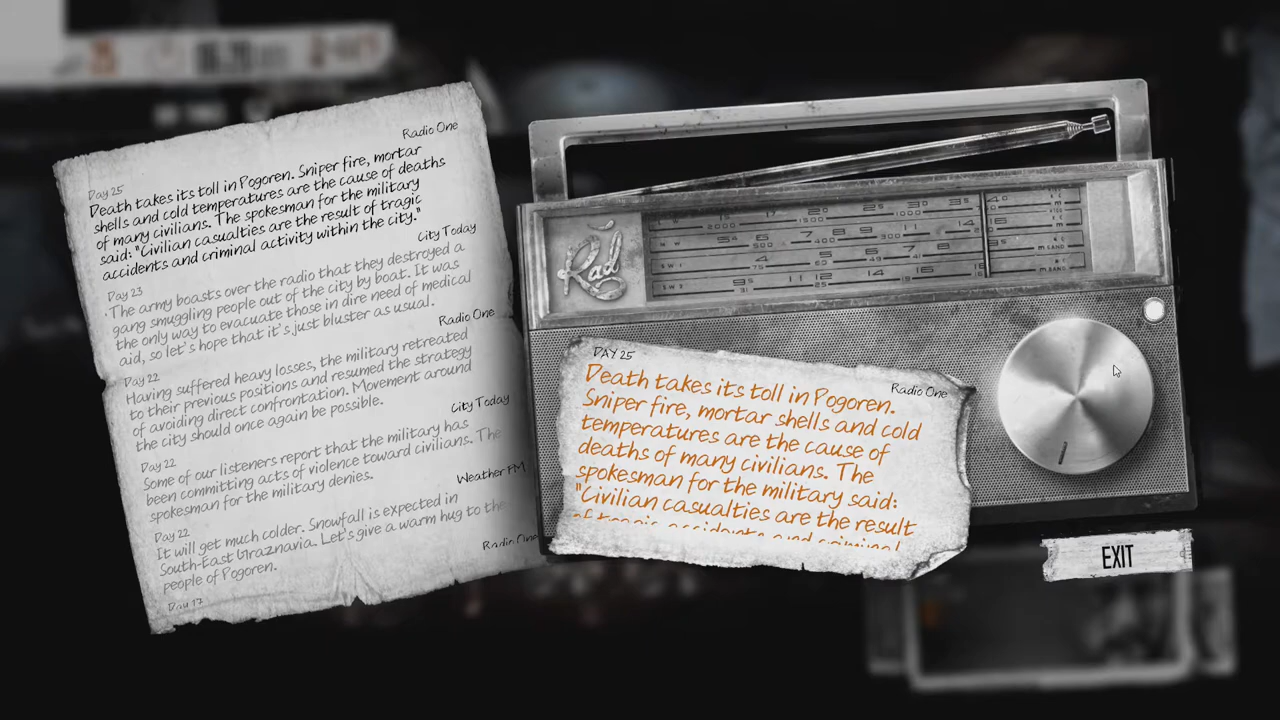 Radio One
Day 25
Death takes its toll in Pogoren. Sniper fire, mortar
shells and cold temperatures are the cause of deaths
of many civilians. The spokesman for the military
said: "Civilian casualties are the result of tragic
accidents and criminal activity within the city."
City Today
Day 23
The army boasts over the radio that they destroyed a
gang smuggling people out of the city by boat. It was
the only way to evacuate those in dire need of medical
aid, so let's hope that it's just bluster as usual.
Radio One
Day 22
Having suffered heavy losses, the military retreated
to their previous positions and resumed the strategy
of avoiding direct confrontation. Movement around
the city should once again be possible.
City Today
Day 22
Some of our listeners report that the military has
been committing acts of violence toward civilians. The
spokesman for the military denies.
Weather FM
Day 22
It will get much colder. Snowfall is expected in
South-East Graznavia. Let's give a warm hug to the
people of Pogoren.
Radio One
Day 17
Rad
DAY 25
Radio One
Death takes its toll in Pogoren.
Sniper fire, mortar shells and cold
temperatures are the cause of
deaths of many civilians. The
spokesman for the military said:
"Civilian casualties are the result
of tragic accidents and criminal
EXIT